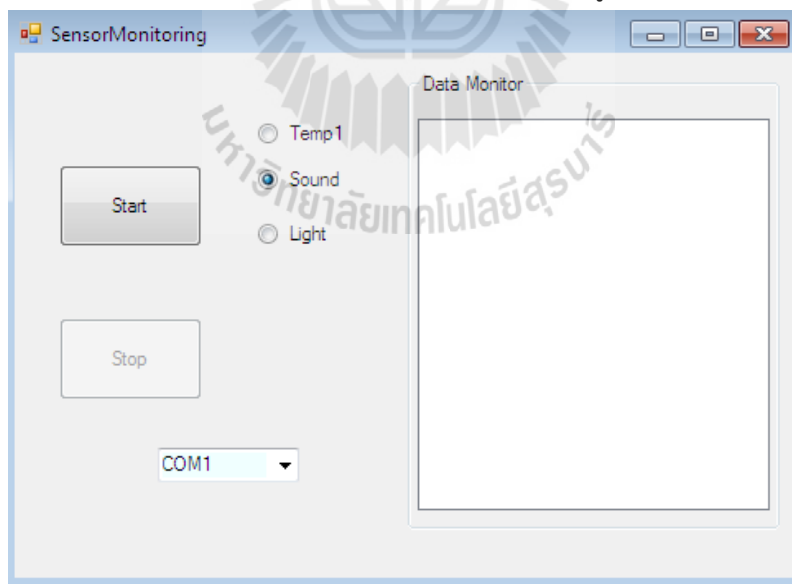 SensorMonitoring
Data Monitor
Temp1
Sound
Light
Start
Stop
COM1
มหาวิทยาลัยเทคโนโลยีสุรนารี